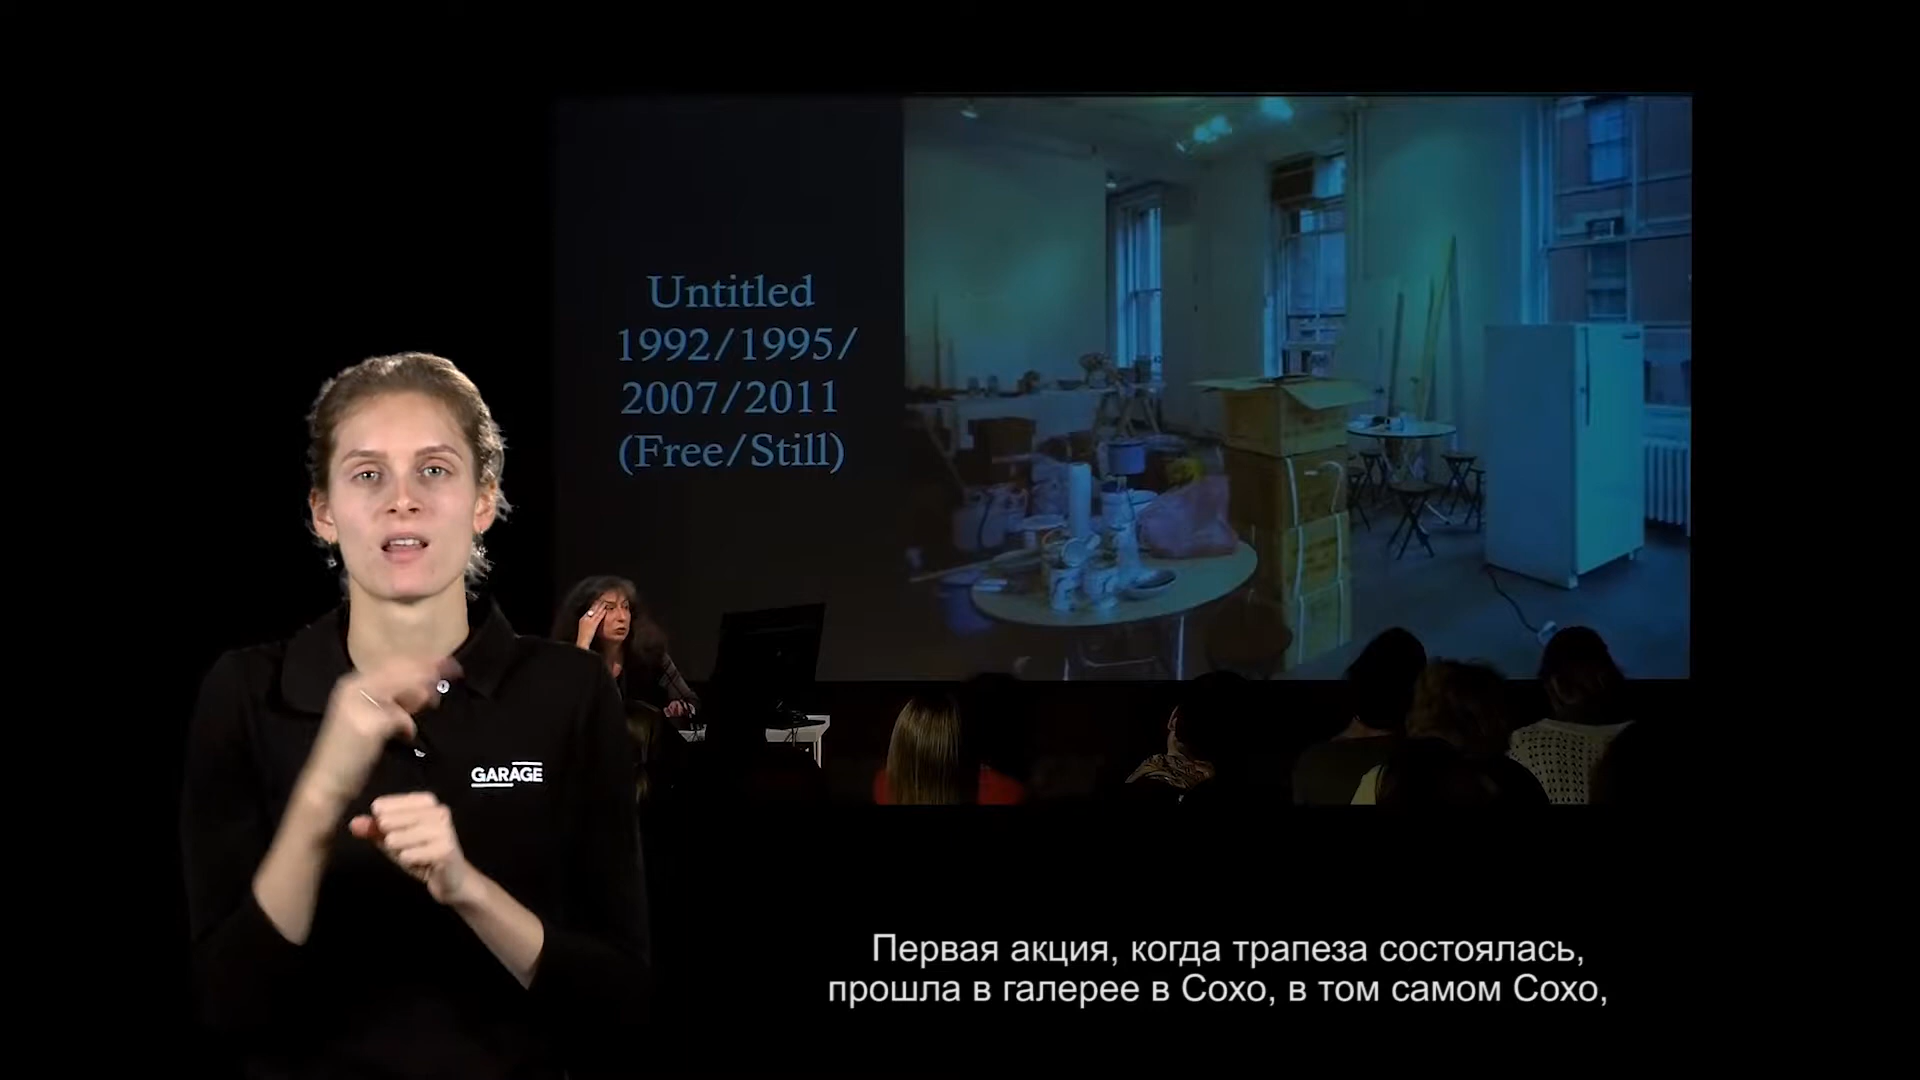 Untitled
1992/1995/
2007/2011
(Free/Still)
GARAGE
Первая акция, когда трапеза состоялась,
прошла в галерее в Сохо, в том самом Сохо,